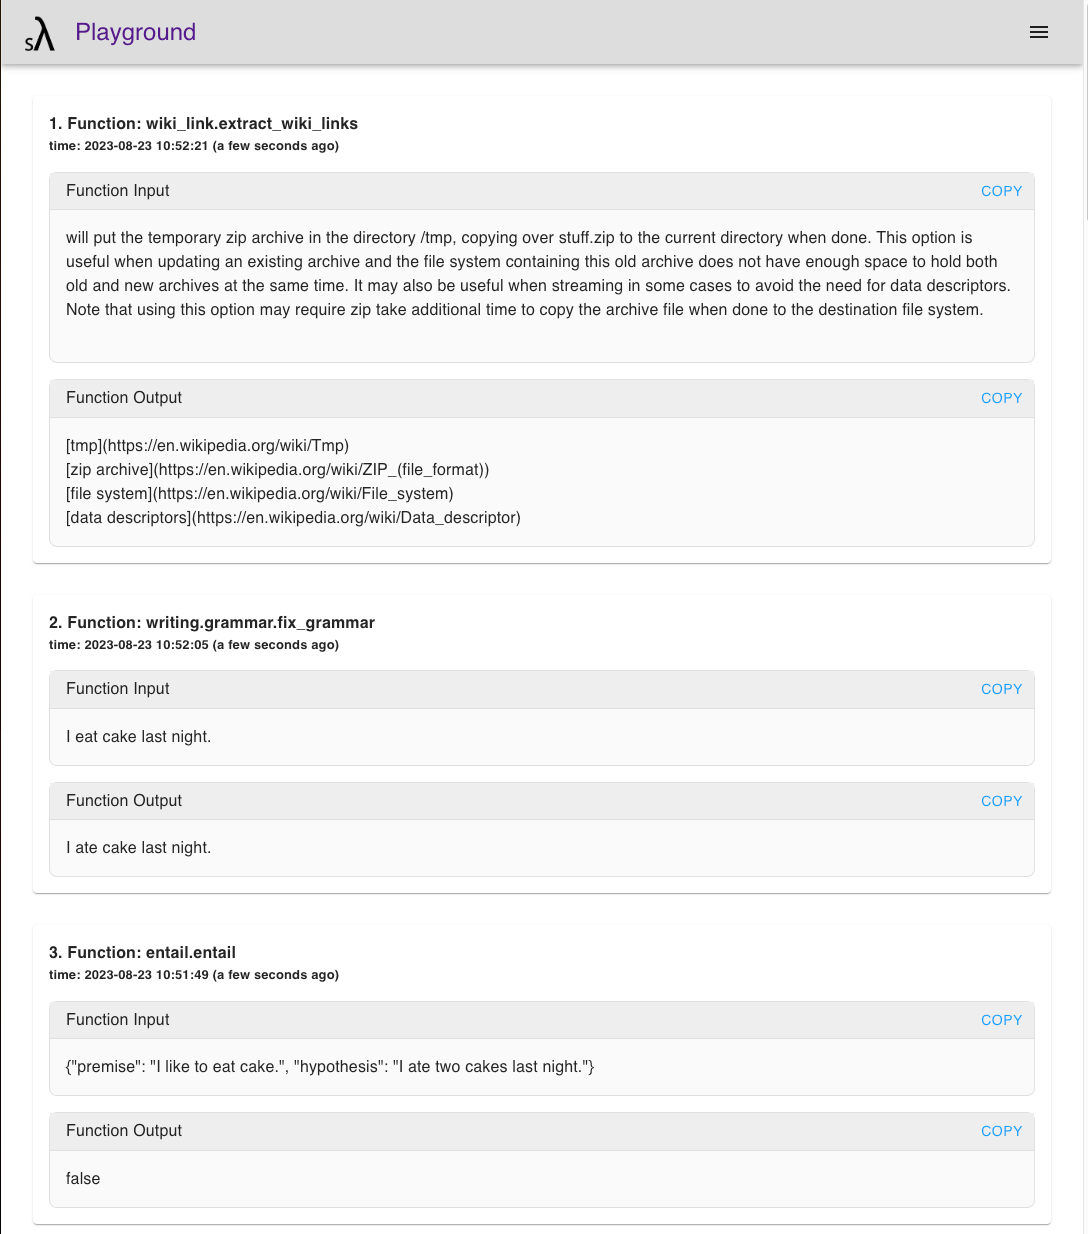 sλ Playground
1. Function: wiki_link.extract_wiki_links
time: 2023-08-23 10:52:21 (a few seconds ago)
Function Input COPY
will put the temporary zip archive in the directory /tmp, copying over stuff.zip to the current directory when done. This option is
useful when updating an existing archive and the file system containing this old archive does not have enough space to hold both
old and new archives at the same time. It may also be useful when streaming in some cases to avoid the need for data descriptors.
Note that using this option may require zip take additional time to copy the archive file when done to the destination file system.
Function Output COPY
[tmp](https://en.wikipedia.org/wiki/Tmp)
[zip archive](https://en.wikipedia.org/wiki/ZIP_(file_format))
[file system](https://en.wikipedia.org/wiki/File_system)
[data descriptors](https://en.wikipedia.org/wiki/Data_descriptor)
2. Function: writing.grammar.fix_grammar
time: 2023-08-23 10:52:05 (a few seconds ago)
Function Input COPY
I eat cake last night.
Function Output COPY
I ate cake last night.
3. Function: entail.entail
time: 2023-08-23 10:51:49 (a few seconds ago)
Function Input COPY
{"premise": "I like to eat cake.", "hypothesis": "I ate two cakes last night."}
Function Output COPY
false